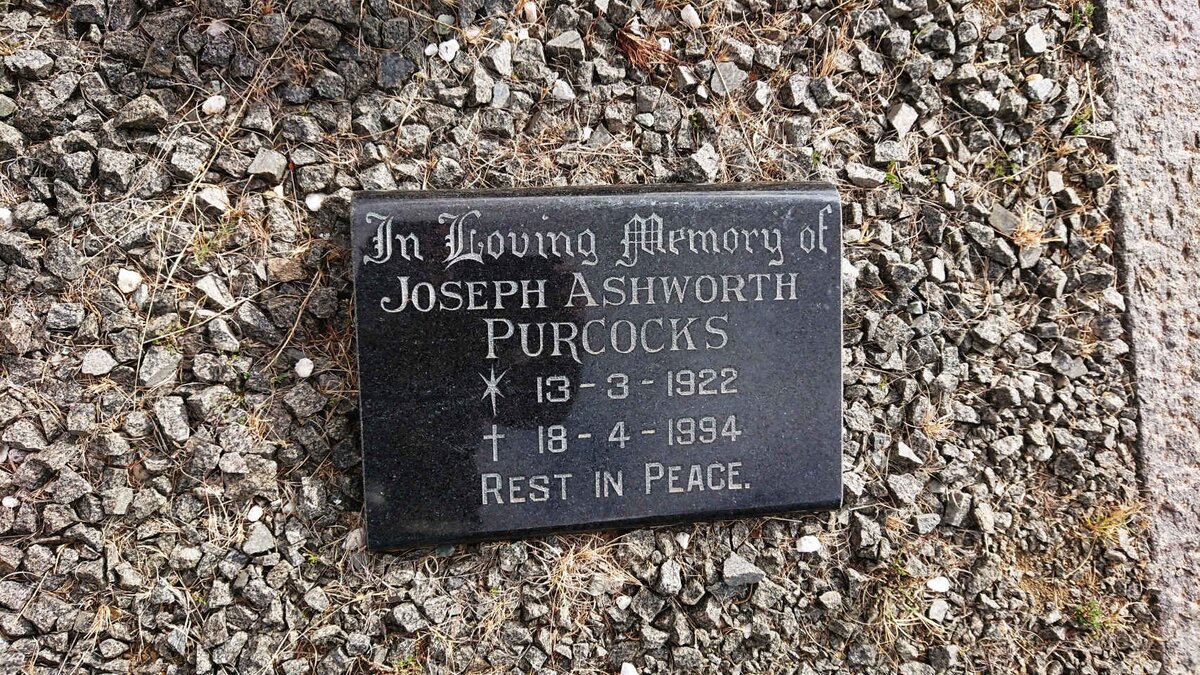 In Loving Memory of
JOSEPH ASHWORTH
PURCOCKS
✶ 13 - 3 - 1922
† 18 - 4 - 1994
REST IN PEACE.